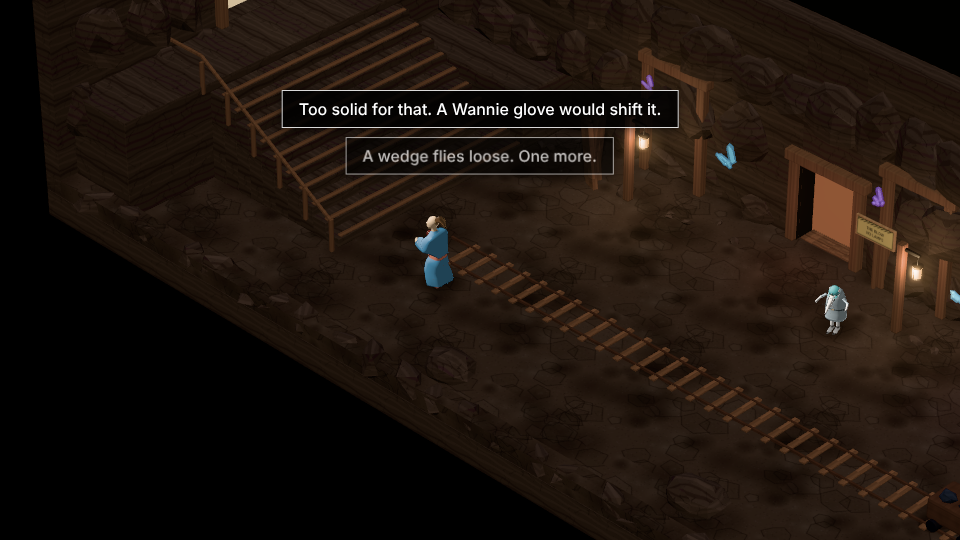 Too solid for that. A Wannie glove would shift it.
A wedge flies loose. One more.